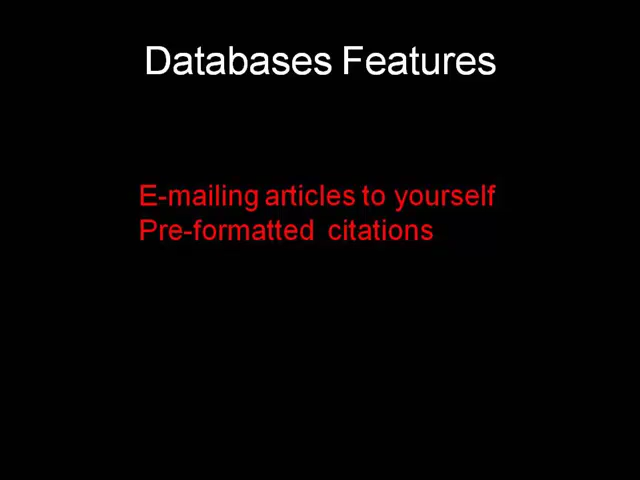 Databases Features
E-mailing articles to yourself
Pre-formatted citations